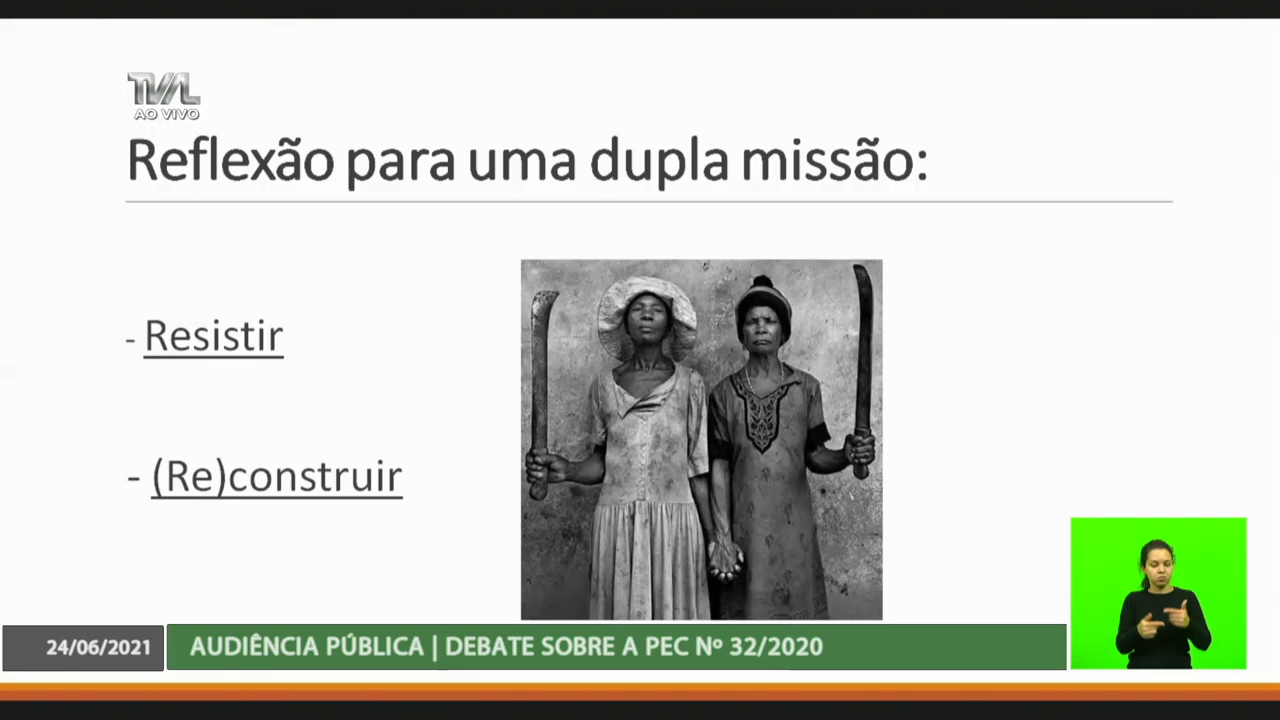 TVAL
AO VIVO
Reflexão para uma dupla missão:
- Resistir
- (Re)construir
24/06/2021
AUDIÊNCIA PÚBLICA | DEBATE SOBRE A PEC Nº 32/2020